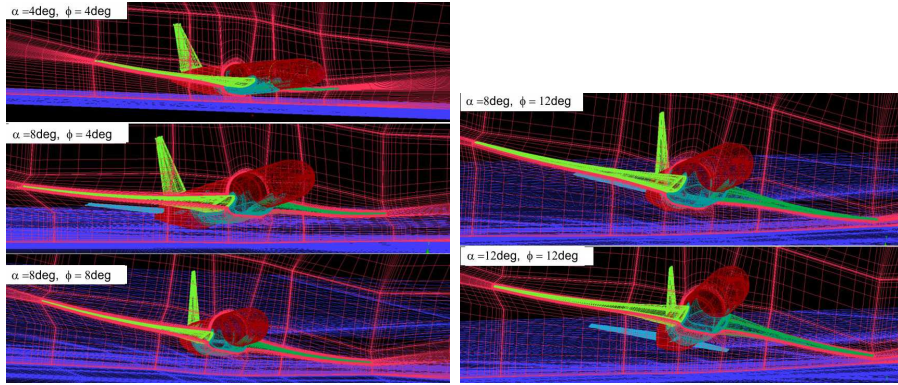 α=4deg, ϕ = 4deg
α=8deg, ϕ = 4deg
α=8deg, ϕ = 8deg
α=8deg, ϕ = 12deg
α=12deg, ϕ = 12deg